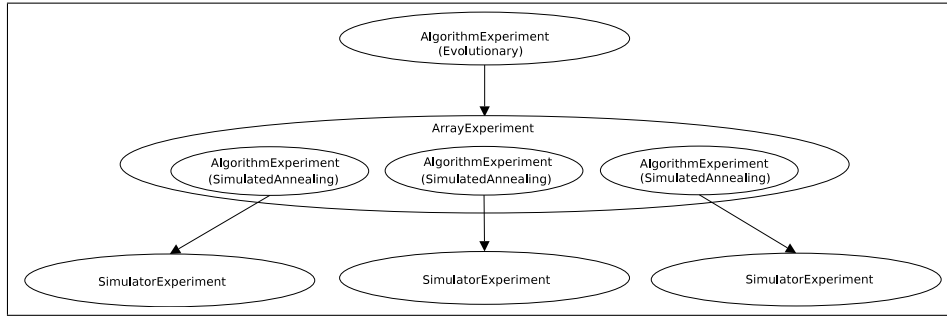 AlgorithmExperiment
(Evolutionary)
ArrayExperiment
AlgorithmExperiment
(SimulatedAnnealing)
AlgorithmExperiment
(SimulatedAnnealing)
AlgorithmExperiment
(SimulatedAnnealing)
SimulatorExperiment
SimulatorExperiment
SimulatorExperiment